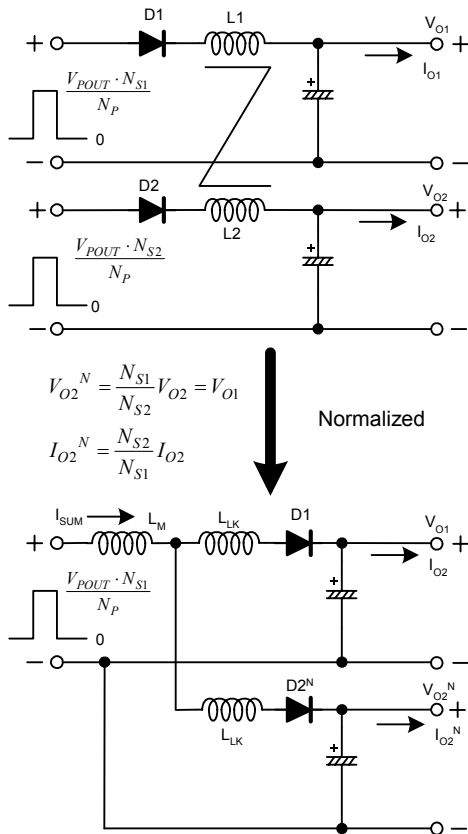 D1 L1 V_O1
+ + +
I_O1
V_POUT · N_S1 / N_P
0
− −
D2 V_O2
+ + +
L2 I_O2
V_POUT · N_S2 / N_P
0
− −
V_O2^N = N_S1 / N_S2 V_O2 = V_O1
Normalized
I_O2^N = N_S2 / N_S1 I_O2
I_SUM L_M L_LK D1 V_O1
+ + +
I_O2
V_POUT · N_S1 / N_P
0
− −
D2^N V_O2^N
+ +
L_LK I_O2^N
−